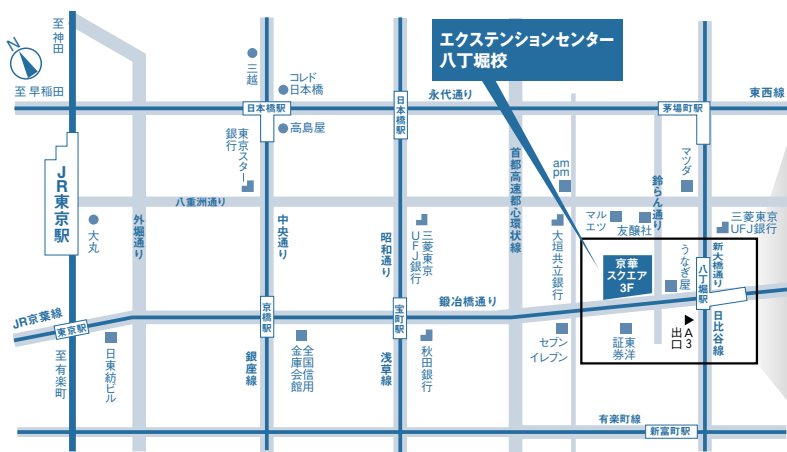 至神田
N
至早稲田
エクステンションセンター
八丁堀校
三越
コレド
日本橋
永代通り
東西線
日本橋駅
日本橋駅
茅場町駅
高島屋
東京スター
銀行
JR東京駅
首都高速都心環状線
am
pm
マツダ
鈴らん通り
八重洲通り
大丸
外堀通り
中央通り
昭和通り
三菱東京
UFJ銀行
大垣共立銀行
マル
エツ
友醸社
三菱東京
UFJ銀行
新大橋通り
うなぎ屋
京華
スクエア
3F
八丁堀駅
鍛冶橋通り
JR京葉線
東京駅
京橋駅
宝町駅
日比谷線
A3
出口
至有楽町
日東紡ビル
銀座線
全国信用
金庫会館
浅草線
秋田銀行
セブン
イレブン
東洋
証券
有楽町線
新富町駅